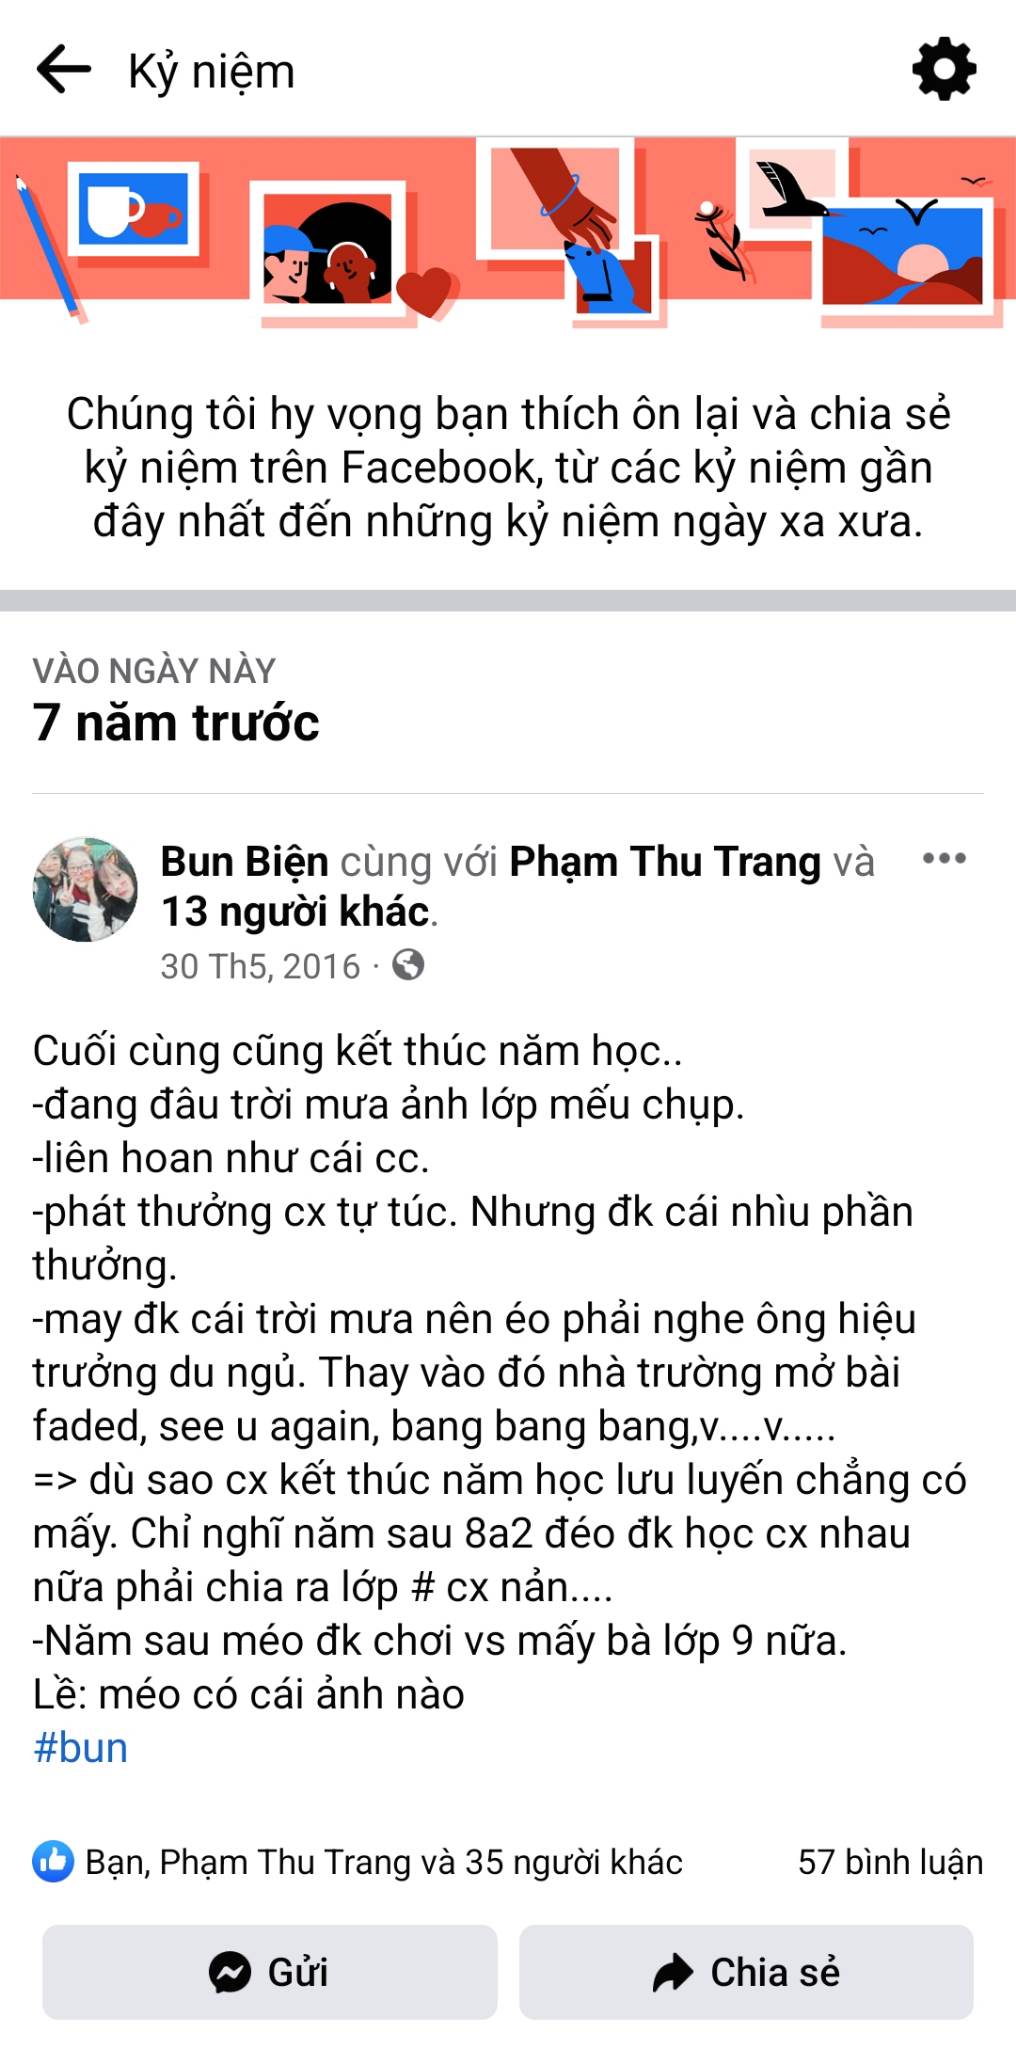 Kỷ niệm
Chúng tôi hy vọng bạn thích ôn lại và chia sẻ
kỷ niệm trên Facebook, từ các kỷ niệm gần
đây nhất đến những kỷ niệm ngày xa xưa.
VÀO NGÀY NÀY
7 năm trước
Bun Biện cùng với Phạm Thu Trang và
13 người khác.
30 Th5, 2016 ·
Cuối cùng cũng kết thúc năm học..
-đang đâu trời mưa ảnh lớp mếu chụp.
-liên hoan như cái cc.
-phát thưởng cx tự túc. Nhưng đk cái nhìu phần
thưởng.
-may đk cái trời mưa nên éo phải nghe ông hiệu
trưởng du ngủ. Thay vào đó nhà trường mở bài
faded, see u again, bang bang bang,v....v.....
=> dù sao cx kết thúc năm học lưu luyến chẳng có
mấy. Chỉ nghĩ năm sau 8a2 đéo đk học cx nhau
nữa phải chia ra lớp # cx nản....
-Năm sau méo đk chơi vs mấy bà lớp 9 nữa.
Lề: méo có cái ảnh nào
#bun
Bạn, Phạm Thu Trang và 35 người khác 57 bình luận
Gửi Chia sẻ